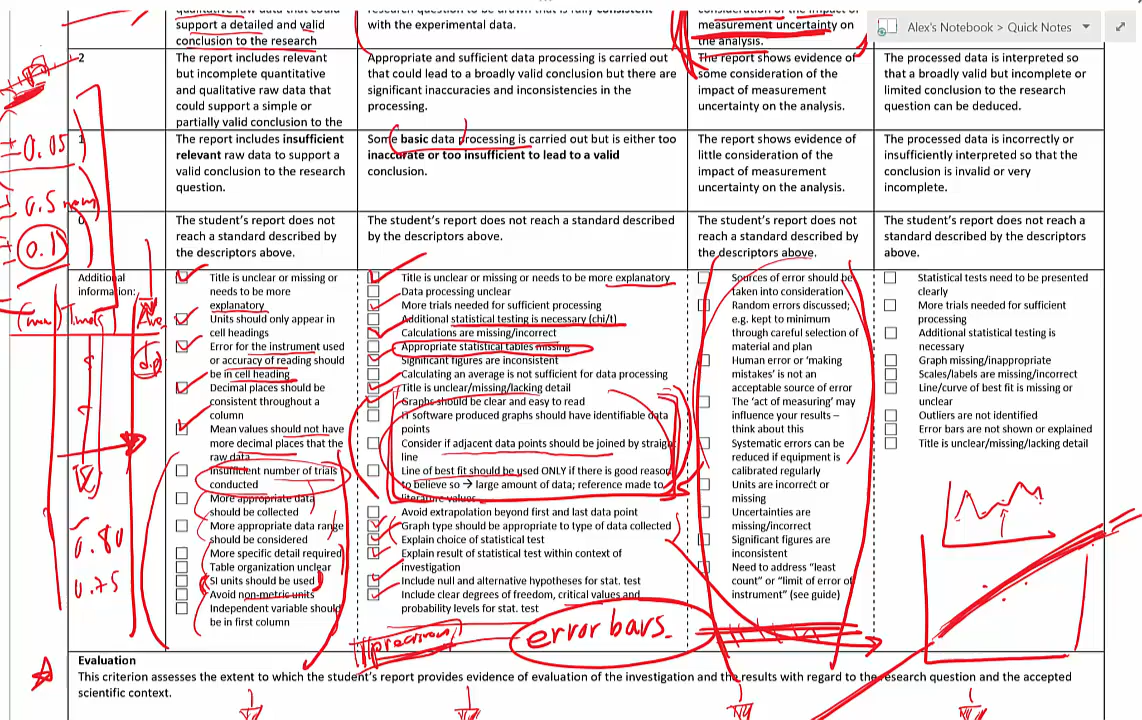 qualitative raw data that could
support a detailed and valid
conclusion to the research
research question to be drawn that is fully consistent
with the experimental data.
consideration of the impact of
measurement uncertainty on
the analysis.
Alex's Notebook > Quick Notes
2
The report includes relevant
but incomplete quantitative
and qualitative raw data that
could support a simple or
partially valid conclusion to the
Appropriate and sufficient data processing is carried out
that could lead to a broadly valid conclusion but there are
significant inaccuracies and inconsistencies in the
processing.
The report shows evidence of
some consideration of the
impact of measurement
uncertainty on the analysis.
The processed data is interpreted so
that a broadly valid but incomplete or
limited conclusion to the research
question can be deduced.
1
The report includes insufficient
relevant raw data to support a
valid conclusion to the research
question.
Some basic data processing is carried out but is either too
inaccurate or too insufficient to lead to a valid
conclusion.
The report shows evidence of
little consideration of the
impact of measurement
uncertainty on the analysis.
The processed data is incorrectly or
insufficiently interpreted so that the
conclusion is invalid or very
incomplete.
0
The student's report does not
reach a standard described by
the descriptors above.
The student's report does not reach a standard described
by the descriptors above.
The student's report does not
reach a standard described by
the descriptors above.
The student's report does not reach a
standard described by the descriptors
above.
Additional
information:
Title is unclear or missing or
needs to be more
explanatory
Units should only appear in
cell headings
Error for the instrument used
or accuracy of reading should
be in cell heading
Decimal places should be
consistent throughout a
column
Mean values should not have
more decimal places that the
raw data
Insufficient number of trials
conducted
More appropriate data
should be collected
More appropriate data range
should be considered
More specific detail required
Table organization unclear
SI units should be used
Avoid non-metric units
Independent variable should
be in first column
Title is unclear or missing or needs to be more explanatory
Data processing unclear
More trials needed for sufficient processing
Additional statistical testing is necessary (chi/t)
Calculations are missing/incorrect
Appropriate statistical tables missing
Significant figures are inconsistent
Calculating an average is not sufficient for data processing
Title is unclear/missing/lacking detail
Graphs should be clear and easy to read
IT software produced graphs should have identifiable data
points
Consider if adjacent data points should be joined by straight
line
Line of best fit should be used ONLY if there is good reason
to believe so → large amount of data; reference made to
literature values
Avoid extrapolation beyond first and last data point
Graph type should be appropriate to type of data collected
Explain choice of statistical test
Explain result of statistical test within context of
investigation
Include null and alternative hypotheses for stat. test
Include clear degrees of freedom, critical values and
probability levels for stat. test
Sources of error should be
taken into consideration
Random errors discussed;
e.g. kept to minimum
through careful selection of
material and plan
Human error or 'making
mistakes' is not an
acceptable source of error
The 'act of measuring' may
influence your results –
think about this
Systematic errors can be
reduced if equipment is
calibrated regularly
Units are incorrect or
missing
Uncertainties are
missing/incorrect
Significant figures are
inconsistent
Need to address "least
count" or "limit of error of
instrument" (see guide)
Statistical tests need to be presented
clearly
More trials needed for sufficient
processing
Additional statistical testing is
necessary
Graph missing/inappropriate
Scales/labels are missing/incorrect
Line/curve of best fit is missing or
unclear
Outliers are not identified
Error bars are not shown or explained
Title is unclear/missing/lacking detail
± 0.05
± 0.5
± 0.1
Ave.
d.p
0.80
0.75
precision
error bars.
Evaluation
This criterion assesses the extent to which the student's report provides evidence of evaluation of the investigation and the results with regard to the research question and the accepted
scientific context.